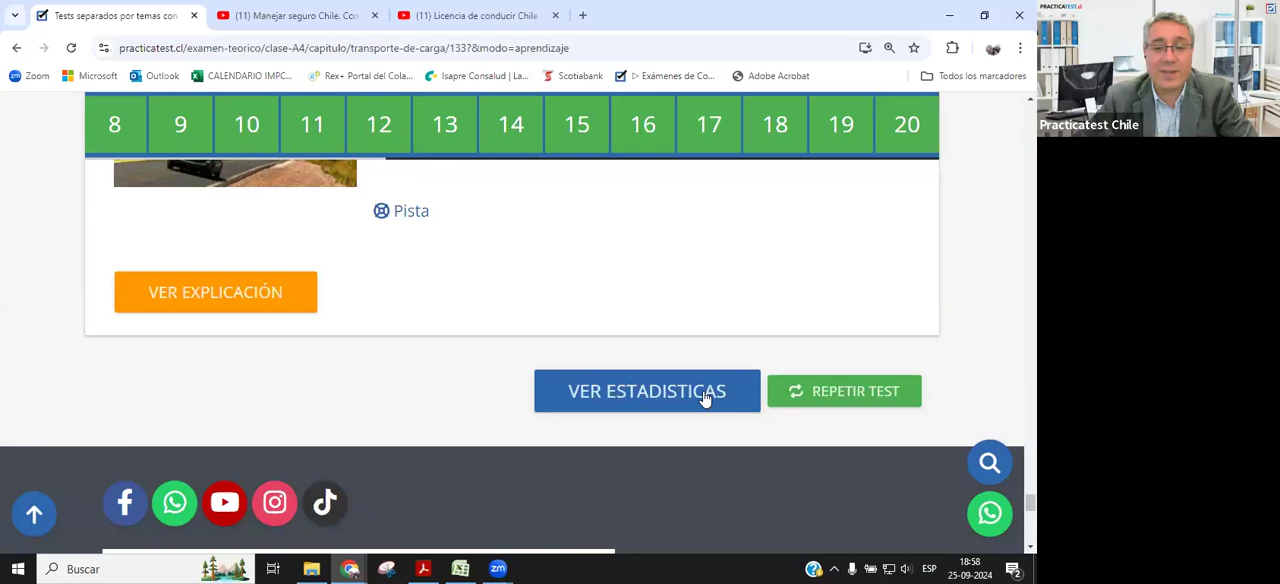 Tests separados por temas con
(11) Manejar seguro Chile
(11) Licencia de conducir Chile
practicatest.cl/examen-teorico/clase-A4/capitulo/transporte-de-carga/1337?modo=aprendizaje
Zoom
Microsoft
Outlook
CALENDARIO IMPC...
Rex+ Portal del Cola...
Isapre Consalud | La...
Scotiabank
▷ Exámenes de Co...
Adobe Acrobat
Todos los marcadores
8 9 10 11 12 13 14 15 16 17 18 19 20
Pista
VER EXPLICACIÓN
VER ESTADISTICAS
REPETIR TEST
PRACTICATEST.CL
Practicatest Chile
Buscar
ESP
18:58
25-09-2024
2